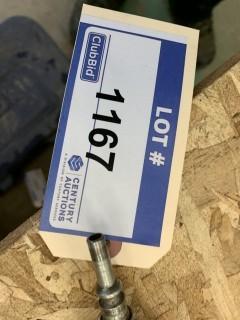 LOT #
ClubBid
1167
CENTURY
AUCTIONS